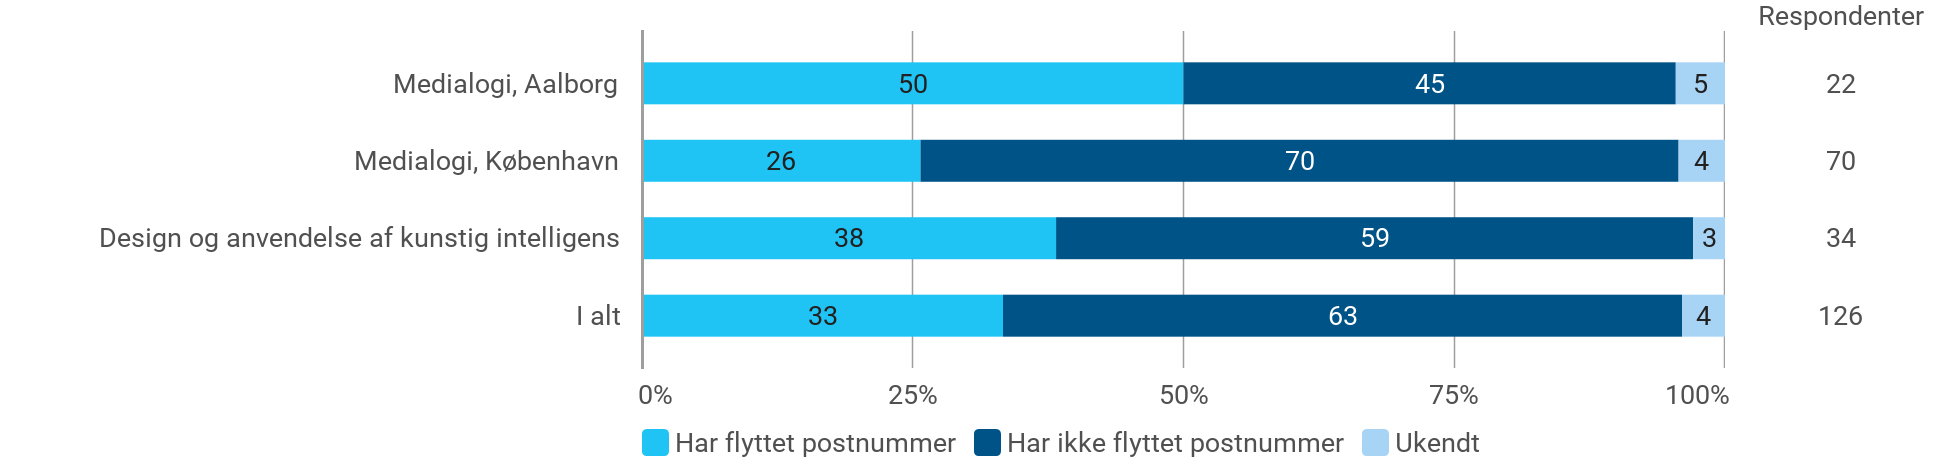 Respondenter
Medialogi, Aalborg 50 45 5 22
Medialogi, København 26 70 4 70
Design og anvendelse af kunstig intelligens 38 59 3 34
I alt 33 63 4 126
0% 25% 50% 75% 100%
Har flyttet postnummer Har ikke flyttet postnummer Ukendt